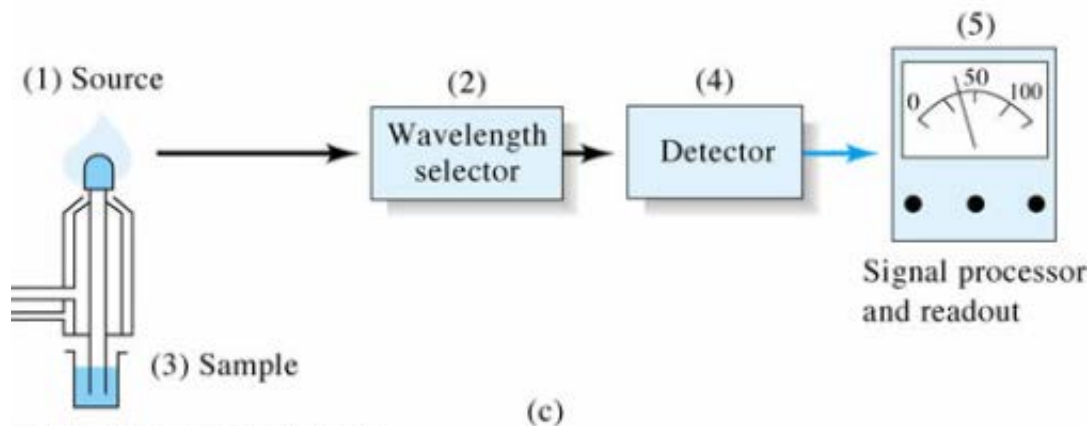 (5)
(1) Source
(2)
(4)
0 50 100
Wavelength
selector
Detector
Signal processor
and readout
(3) Sample
(c)